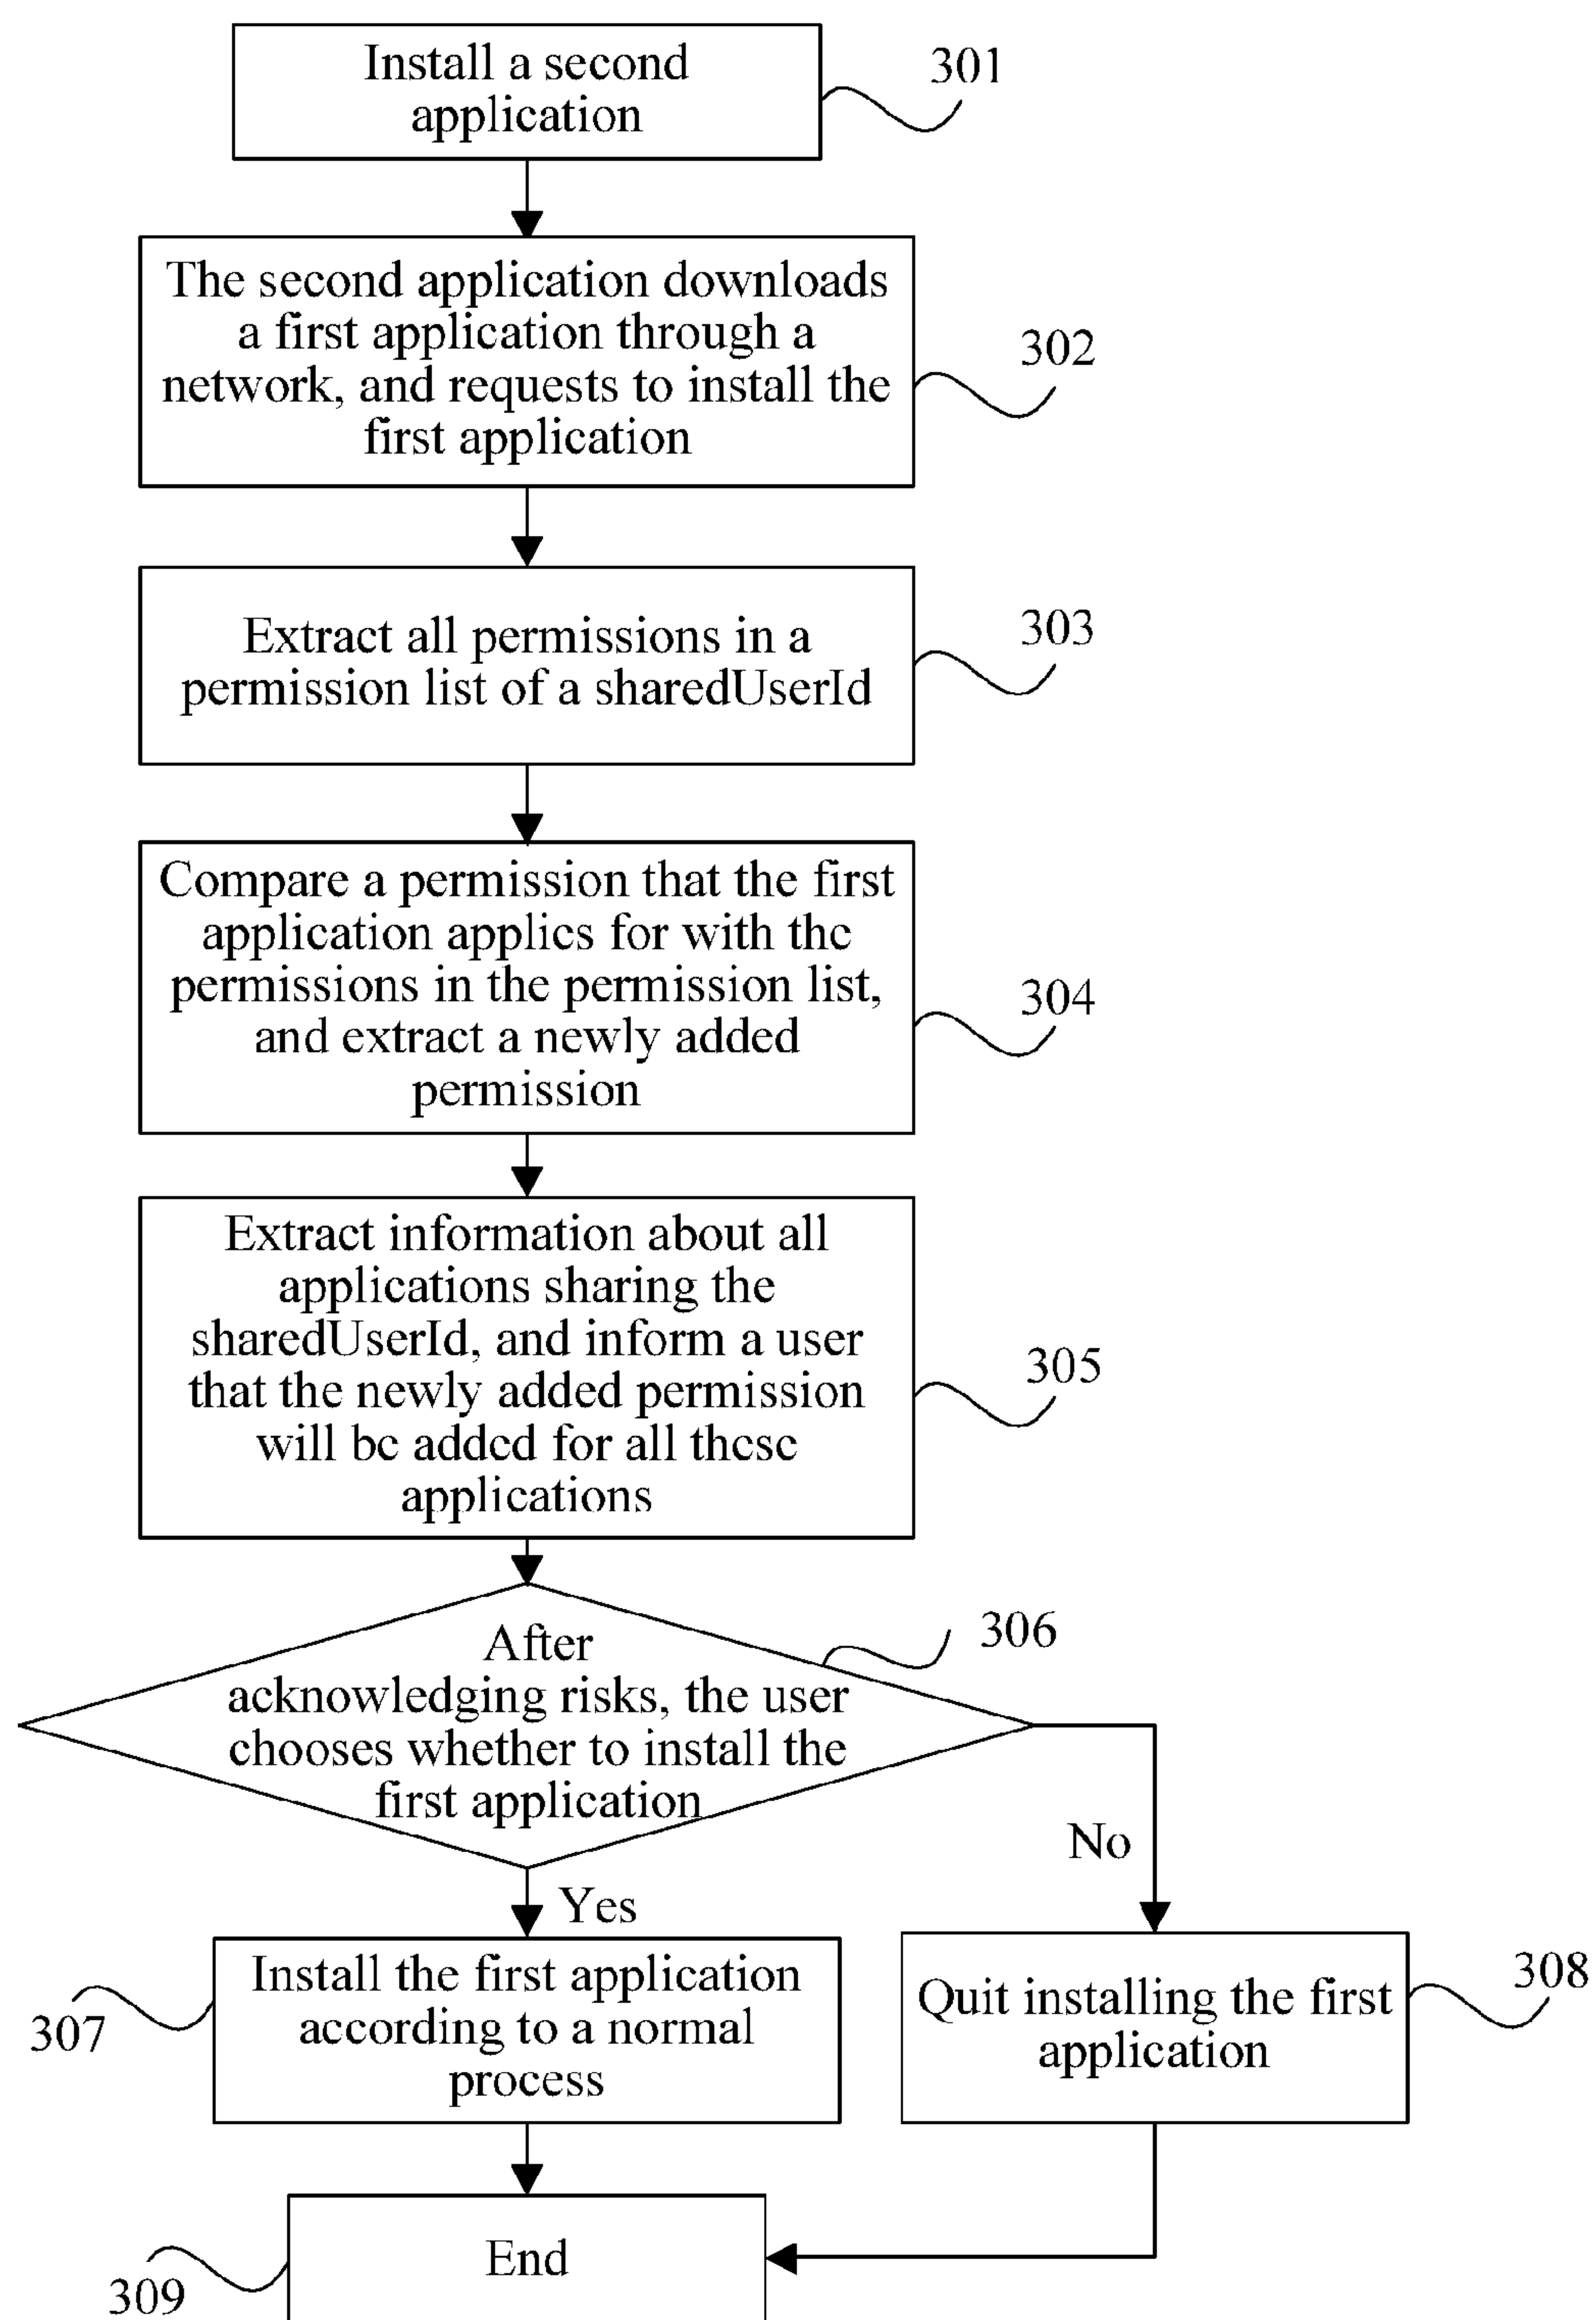 Install a second
application
301
The second application downloads
a first application through a
network, and requests to install the
first application
302
Extract all permissions in a
permission list of a sharedUserId
303
Compare a permission that the first
application applies for with the
permissions in the permission list,
and extract a newly added
permission
304
Extract information about all
applications sharing the
sharedUserId, and inform a user
that the newly added permission
will be added for all these
applications
305
After
acknowledging risks, the user
chooses whether to install the
first application
306
No
Yes
Install the first application
according to a normal
process
307
Quit installing the first
application
308
End
309